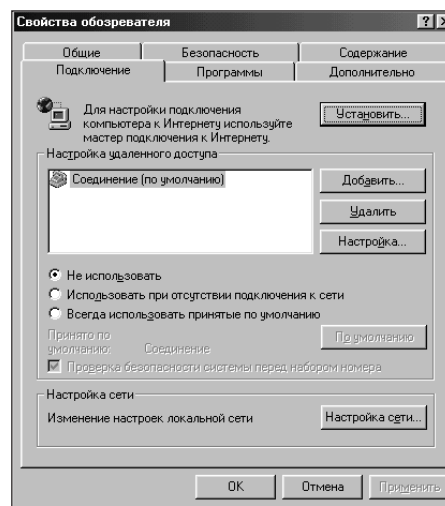 Свойства обозревателя
Общие Безопасность Содержание
Подключение Программы Дополнительно
Для настройки подключения
компьютера к Интернету используйте
мастер подключения к Интернету.
Установить...
Настройка удаленного доступа
Соединение (по умолчанию)
Добавить...
Удалить
Настройка...
Не использовать
Использовать при отсутствии подключения к сети
Всегда использовать принятые по умолчанию
Принято по
умолчанию: Соединение
По умолчанию
Проверка безопасности системы перед набором номера
Настройка сети
Изменение настроек локальной сети
Настройка сети...
OK Отмена Применить